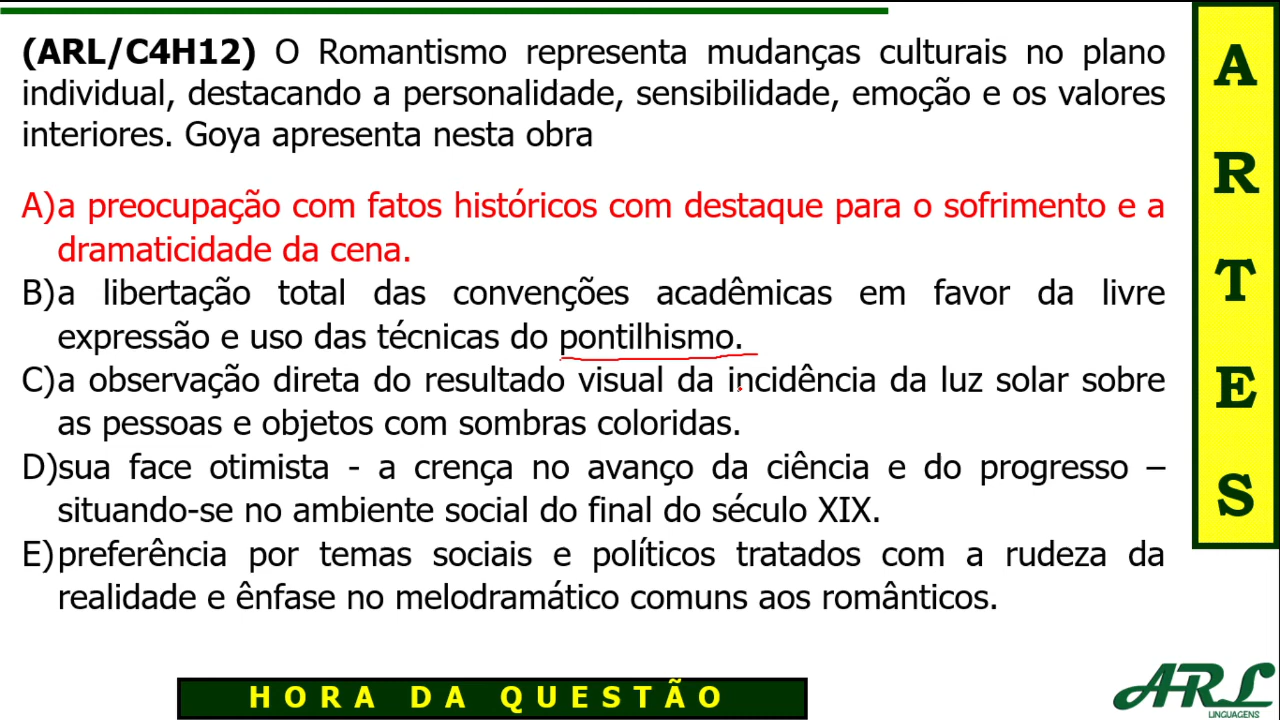 (ARL/C4H12) O Romantismo representa mudanças culturais no plano
individual, destacando a personalidade, sensibilidade, emoção e os valores
interiores. Goya apresenta nesta obra
A)a preocupação com fatos históricos com destaque para o sofrimento e a
dramaticidade da cena.
B)a libertação total das convenções acadêmicas em favor da livre
expressão e uso das técnicas do pontilhismo.
C)a observação direta do resultado visual da incidência da luz solar sobre
as pessoas e objetos com sombras coloridas.
D)sua face otimista - a crença no avanço da ciência e do progresso –
situando-se no ambiente social do final do século XIX.
E)preferência por temas sociais e políticos tratados com a rudeza da
realidade e ênfase no melodramático comuns aos românticos.
HORA DA QUESTÃO
A
R
T
E
S
ARL
LINGUAGENS